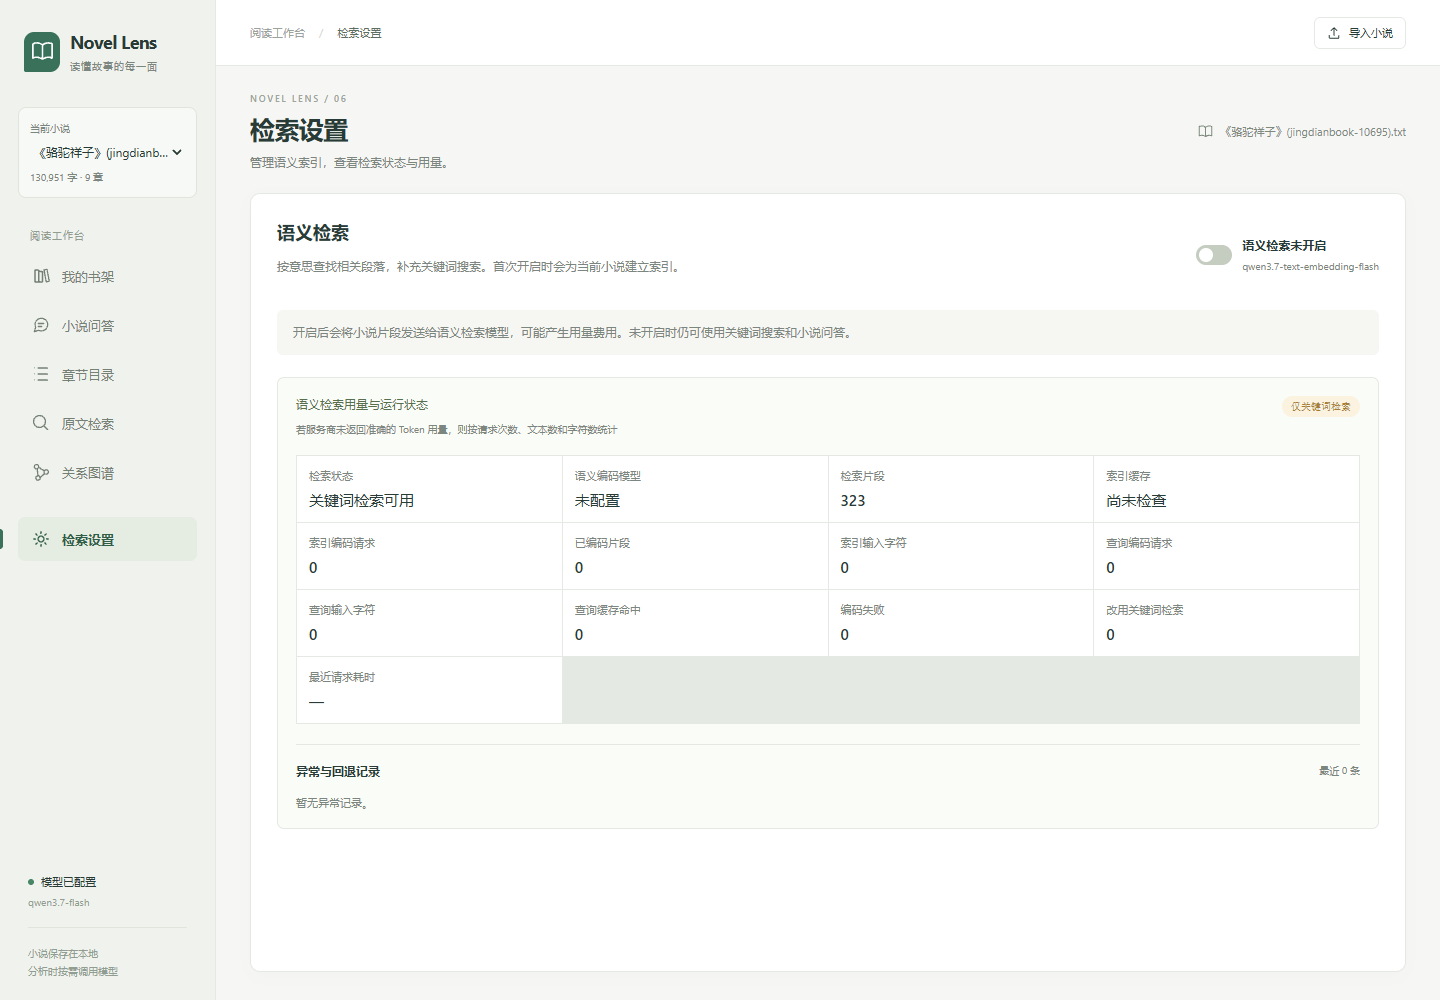 Novel Lens
读懂故事的每一面
当前小说
《骆驼祥子》(jingdianb...
130,951 字 · 9 章
阅读工作台
我的书架
小说问答
章节目录
原文检索
关系图谱
检索设置
模型已配置
qwen3.7-flash
小说保存在本地
分析时按需调用模型
阅读工作台 / 检索设置
导入小说
NOVEL LENS / 06
检索设置
管理语义索引，查看检索状态与用量。
《骆驼祥子》(jingdianbook-10695).txt
语义检索
按意思查找相关段落，补充关键词搜索。首次开启时会为当前小说建立索引。
语义检索未开启
qwen3.7-text-embedding-flash
开启后会将小说片段发送给语义检索模型，可能产生用量费用。未开启时仍可使用关键词搜索和小说问答。
语义检索用量与运行状态
仅关键词检索
若服务商未返回准确的 Token 用量，则按请求次数、文本数和字符数统计
检索状态
关键词检索可用
语义编码模型
未配置
检索片段
323
索引缓存
尚未检查
索引编码请求
0
已编码片段
0
索引输入字符
0
查询编码请求
0
查询输入字符
0
查询缓存命中
0
编码失败
0
改用关键词检索
0
最近请求耗时
—
异常与回退记录
最近 0 条
暂无异常记录。